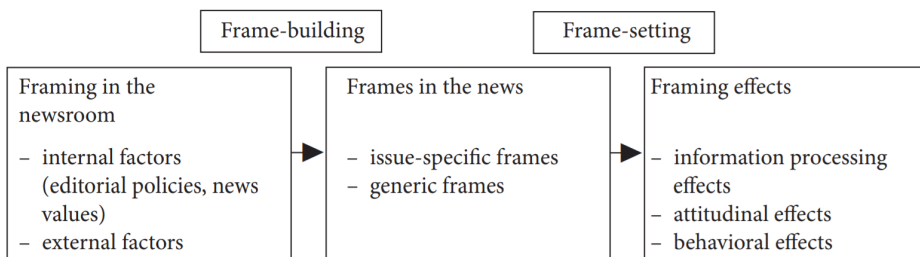 Frame-building
Frame-setting
Framing in the
newsroom
– internal factors
(editorial policies, news
values)
– external factors
Frames in the news
– issue-specific frames
– generic frames
Framing effects
– information processing
effects
– attitudinal effects
– behavioral effects